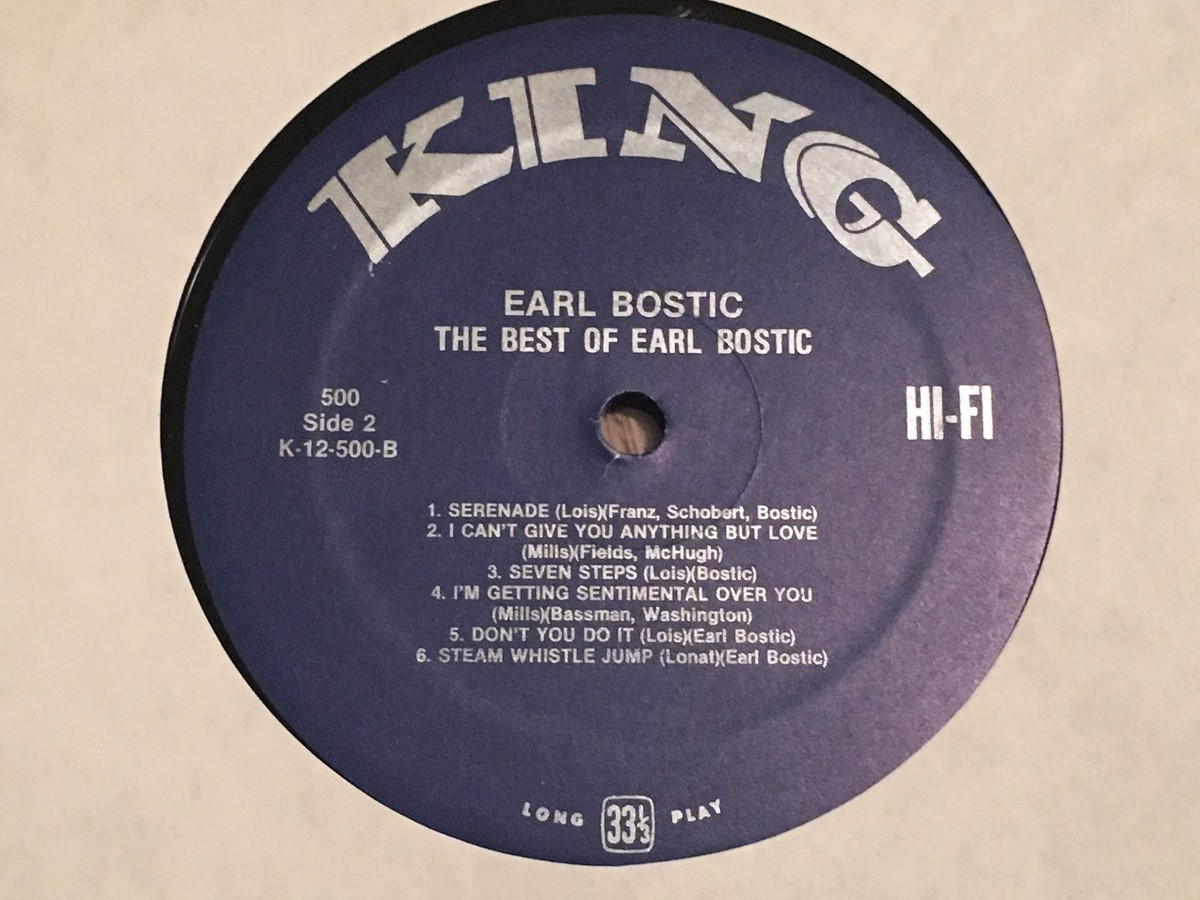 KING
EARL BOSTIC
THE BEST OF EARL BOSTIC
500
Side 2
K-12-500-B
HI-FI
1. SERENADE (Lois)(Franz, Schobert, Bostic)
2. I CAN'T GIVE YOU ANYTHING BUT LOVE
(Mills)(Fields, McHugh)
3. SEVEN STEPS (Lois)(Bostic)
4. I'M GETTING SENTIMENTAL OVER YOU
(Mills)(Bassman, Washington)
5. DON'T YOU DO IT (Lois)(Earl Bostic)
6. STEAM WHISTLE JUMP (Lonat)(Earl Bostic)
LONG 33⅓ PLAY